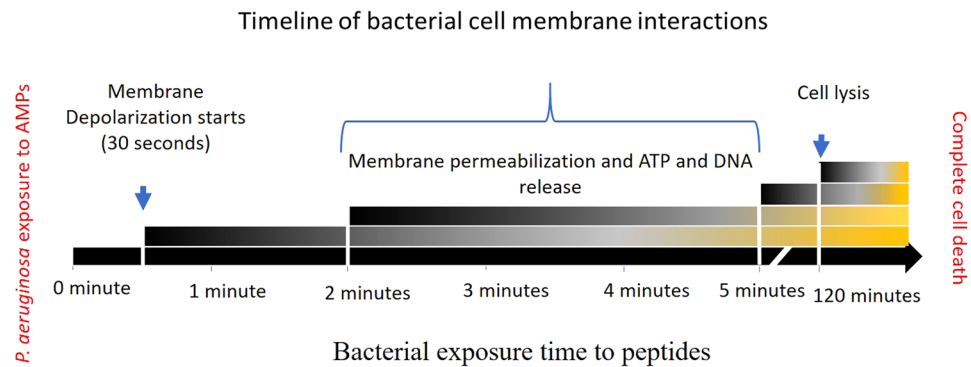 Timeline of bacterial cell membrane interactions
P. aeruginosa exposure to AMPs
Membrane
Depolarization starts
(30 seconds)
Membrane permeabilization and ATP and DNA
release
Cell lysis
Complete cell death
0 minute
1 minute
2 minutes
3 minutes
4 minutes
5 minutes
120 minutes
Bacterial exposure time to peptides